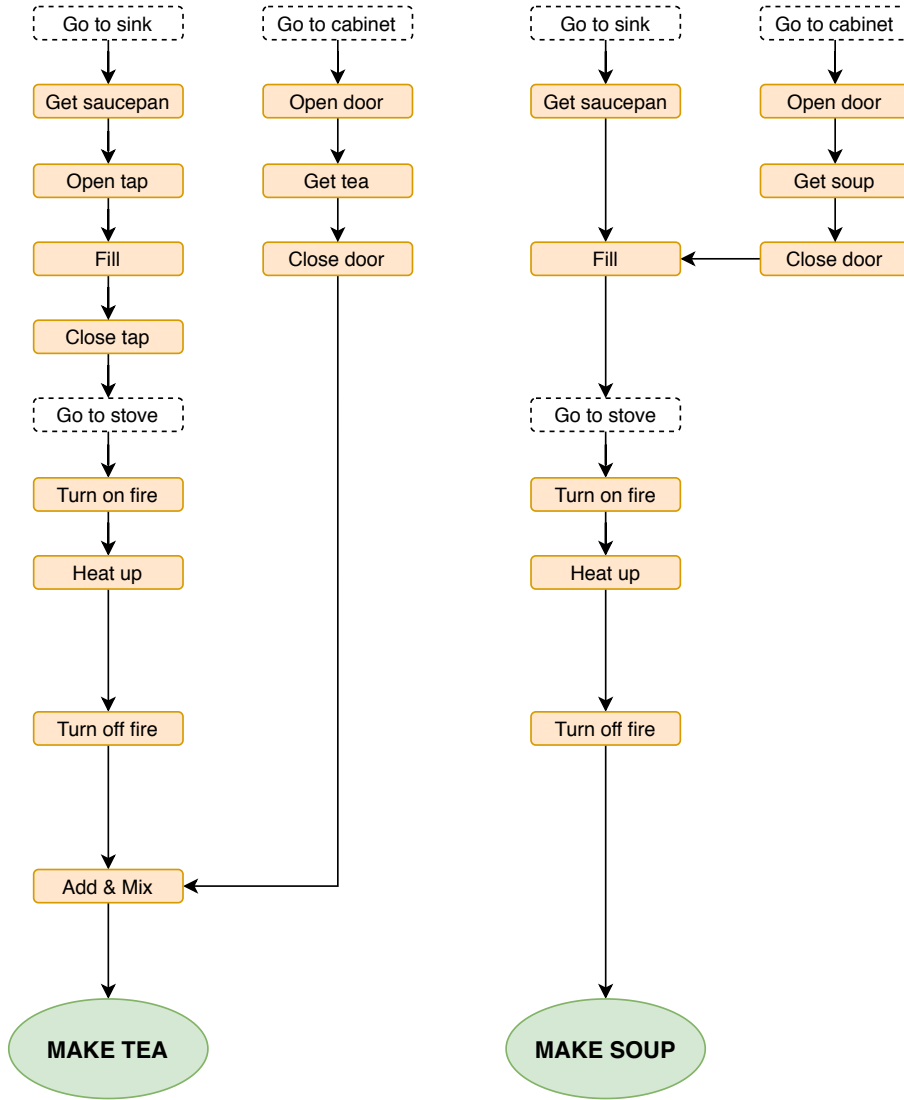 Go to sink
Go to cabinet
Go to sink
Go to cabinet
Get saucepan
Open door
Get saucepan
Open door
Open tap
Get tea
Get soup
Fill
Close door
Fill
Close door
Close tap
Go to stove
Go to stove
Turn on fire
Turn on fire
Heat up
Heat up
Turn off fire
Turn off fire
Add & Mix
MAKE TEA
MAKE SOUP